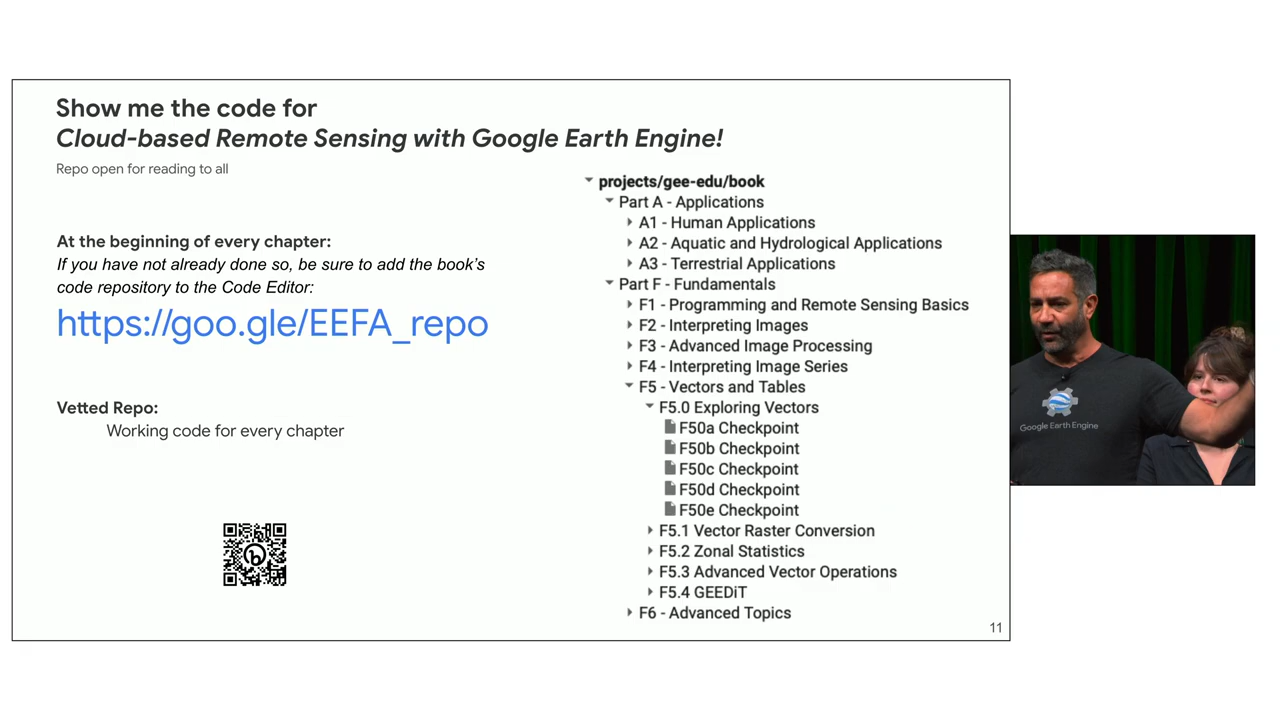 Show me the code for
Cloud-based Remote Sensing with Google Earth Engine!
Repo open for reading to all
At the beginning of every chapter:
If you have not already done so, be sure to add the book's
code repository to the Code Editor:
https://goo.gle/EEFA_repo
Vetted Repo:
Working code for every chapter
projects/gee-edu/book
Part A - Applications
A1 - Human Applications
A2 - Aquatic and Hydrological Applications
A3 - Terrestrial Applications
Part F - Fundamentals
F1 - Programming and Remote Sensing Basics
F2 - Interpreting Images
F3 - Advanced Image Processing
F4 - Interpreting Image Series
F5 - Vectors and Tables
F5.0 Exploring Vectors
F50a Checkpoint
F50b Checkpoint
F50c Checkpoint
F50d Checkpoint
F50e Checkpoint
F5.1 Vector Raster Conversion
F5.2 Zonal Statistics
F5.3 Advanced Vector Operations
F5.4 GEEDiT
F6 - Advanced Topics
11
Google Earth Engine